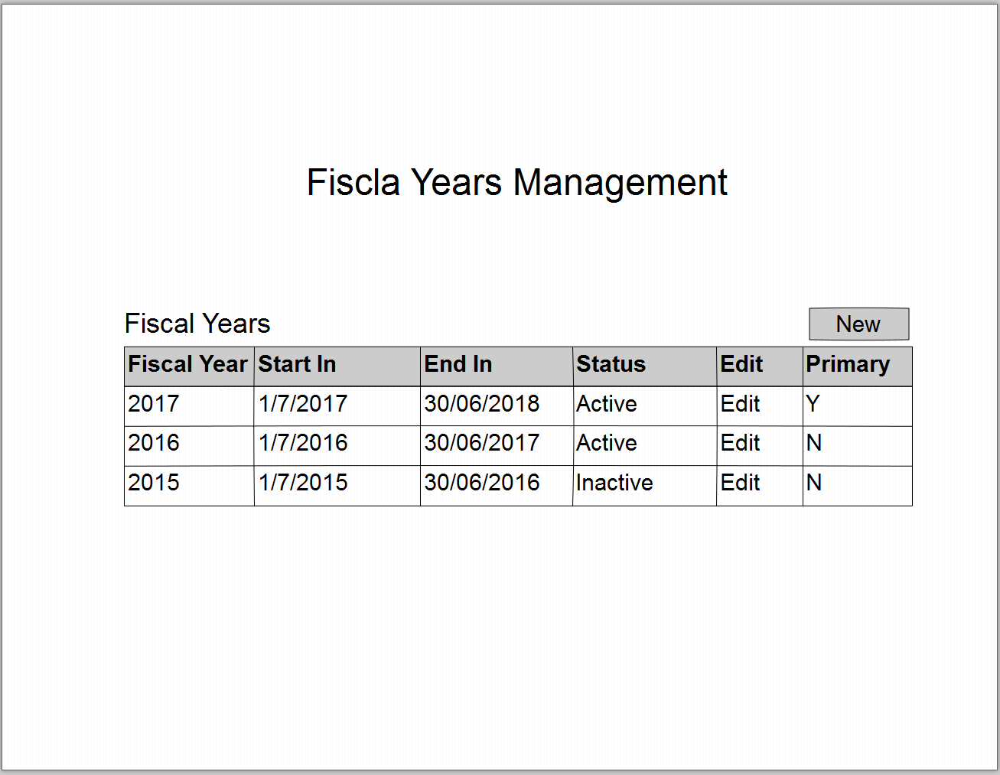 Fiscla Years Management
Fiscal Years New
Fiscal Year Start In End In Status Edit Primary
2017 1/7/2017 30/06/2018 Active Edit Y
2016 1/7/2016 30/06/2017 Active Edit N
2015 1/7/2015 30/06/2016 Inactive Edit N